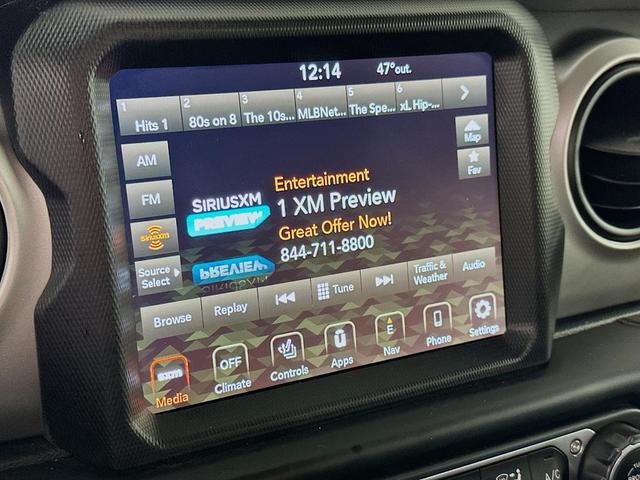 12:14 47°out.
1 2 3 4 5 6
Hits 1 80s on 8 The 10s... MLBNet... The Spe... xL Hip-...
Map
AM
Fav
Entertainment
FM
SIRIUSXM
1 XM Preview
PREVIEW
Great Offer Now!
SiriusXM
844-711-8800
Source
Select
PREVIEW
SIRIUSXM
Browse Replay Tune Traffic &
Weather Audio
OFF E
Media Climate Controls Apps Nav Phone Settings
A/C